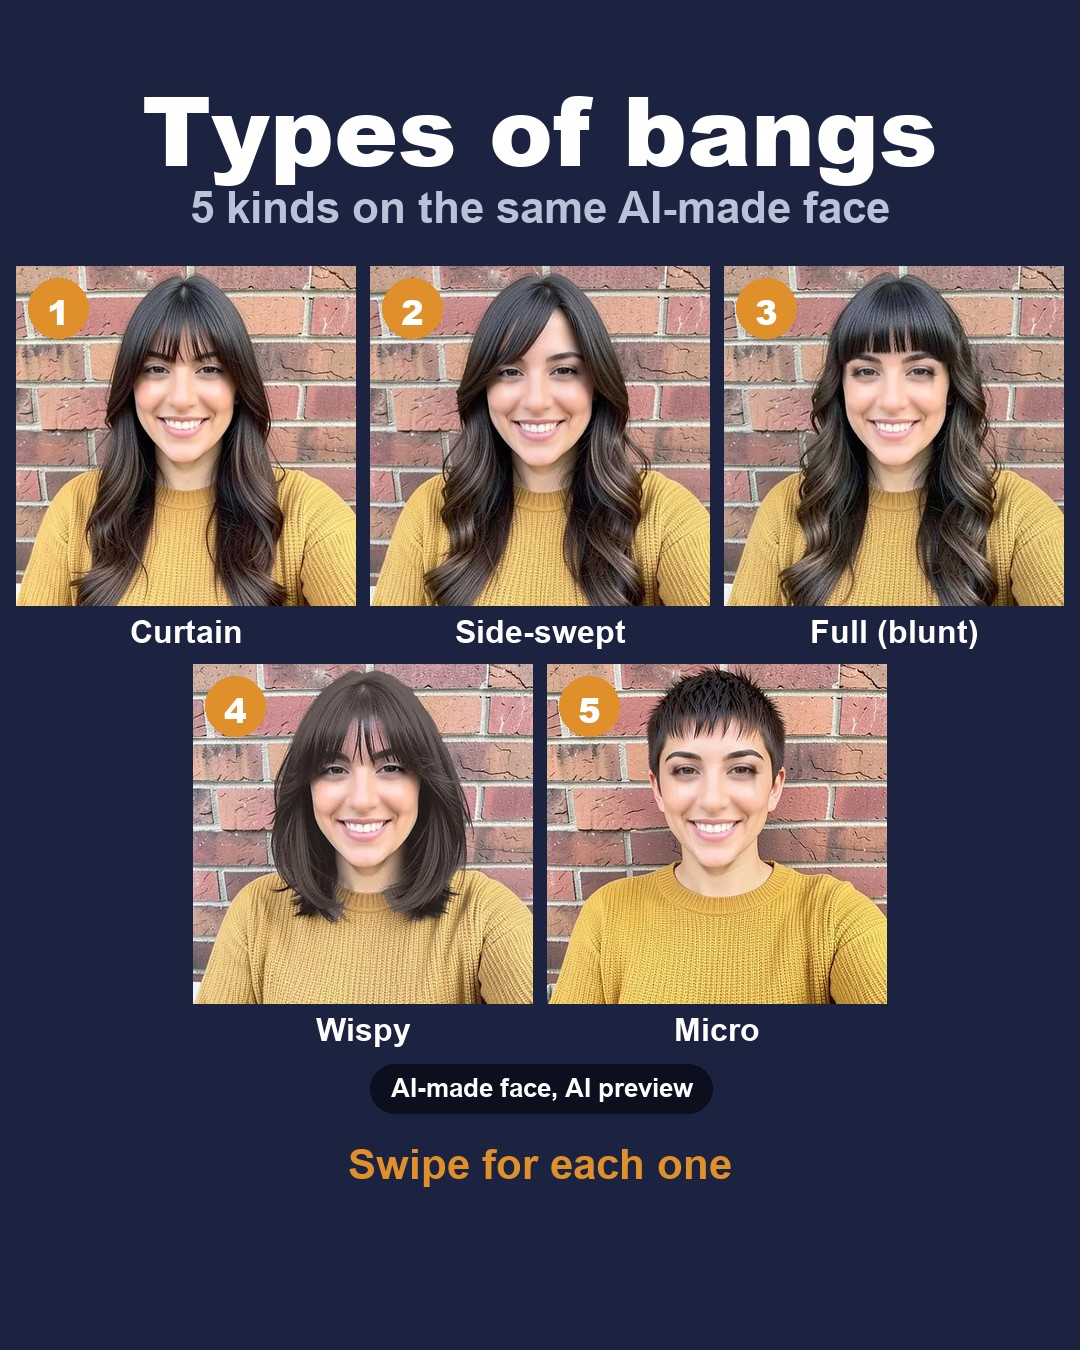 Types of bangs
5 kinds on the same AI-made face
1
2
3
Curtain
Side-swept
Full (blunt)
4
5
Wispy
Micro
AI-made face, AI preview
Swipe for each one